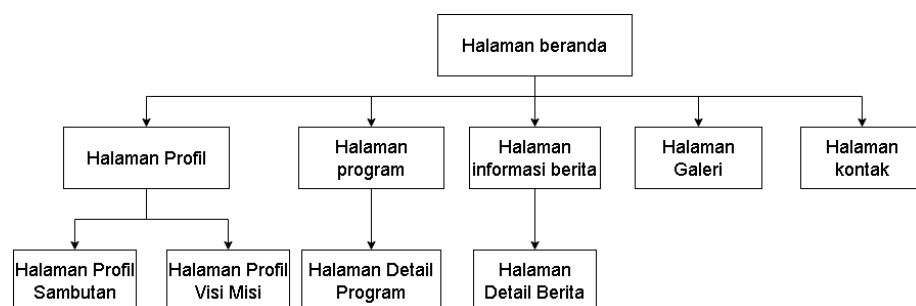 Halaman beranda
Halaman Profil
Halaman
program
Halaman
informasi berita
Halaman
Galeri
Halaman
kontak
Halaman Profil
Sambutan
Halaman Profil
Visi Misi
Halaman Detail
Program
Halaman
Detail Berita